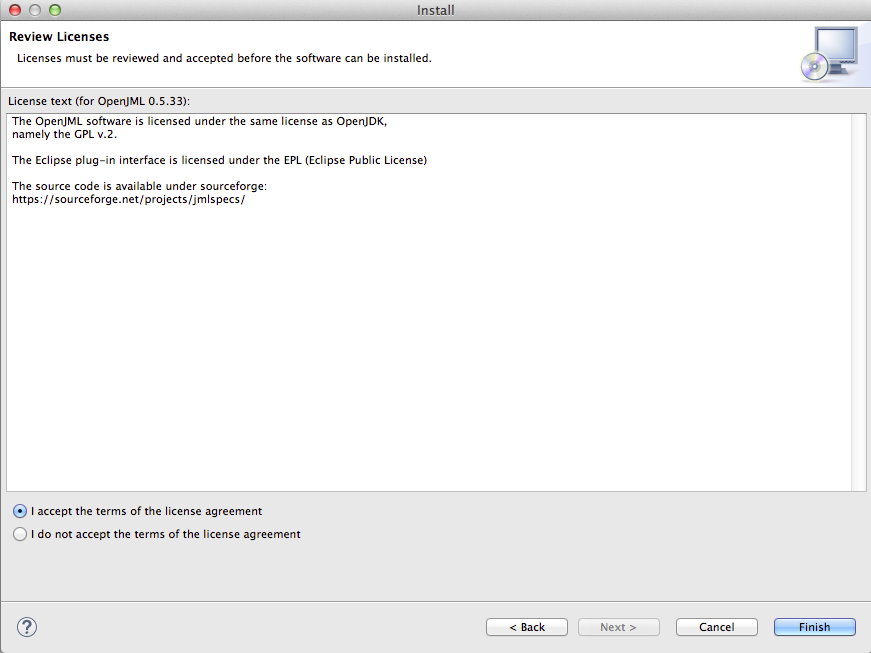 Install
Review Licenses
Licenses must be reviewed and accepted before the software can be installed.
License text (for OpenJML 0.5.33):
The OpenJML software is licensed under the same license as OpenJDK,
namely the GPL v.2.
The Eclipse plug-in interface is licensed under the EPL (Eclipse Public License)
The source code is available under sourceforge:
https://sourceforge.net/projects/jmlspecs/
I accept the terms of the license agreement
I do not accept the terms of the license agreement
?
< Back
Next >
Cancel
Finish